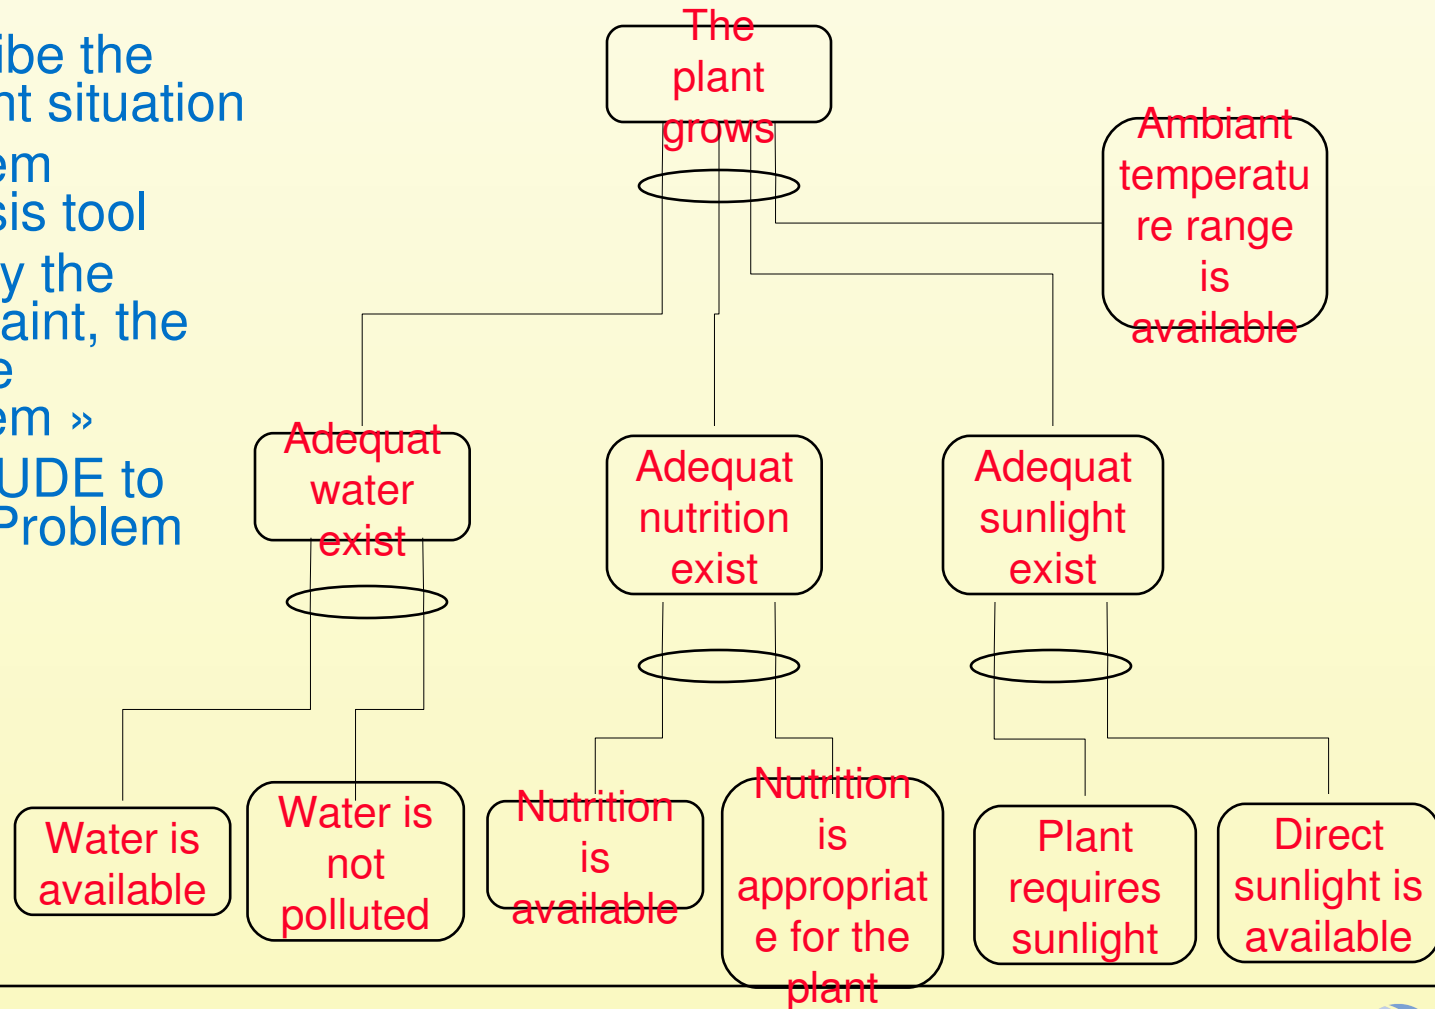 ibe the
nt situation
em
sis tool
y the
aint, the
e
em »
UDE to
Problem
The
plant
grows
Ambiant
temperatu
re range
is
available
Adequat
water
exist
Adequat
nutrition
exist
Adequat
sunlight
exist
Water is
available
Water is
not
polluted
Nutrition
is
available
Nutrition
is
appropriat
e for the
plant
Plant
requires
sunlight
Direct
sunlight is
available